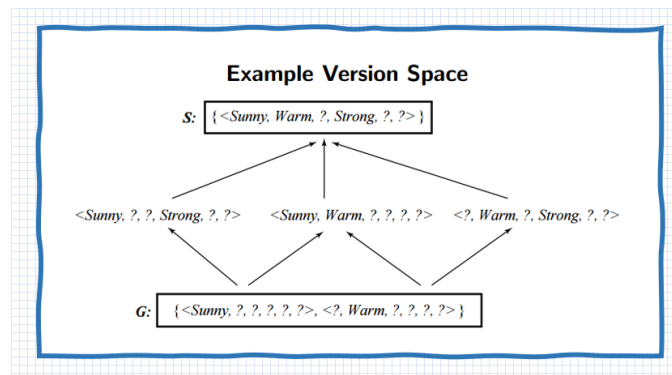 Example Version Space
S: {<Sunny, Warm, ?, Strong, ?, ?>}
<Sunny, ?, ?, Strong, ?, ?> <Sunny, Warm, ?, ?, ?, ?> <?, Warm, ?, Strong, ?, ?>
G: {<Sunny, ?, ?, ?, ?, ?>, <?, Warm, ?, ?, ?, ?>}